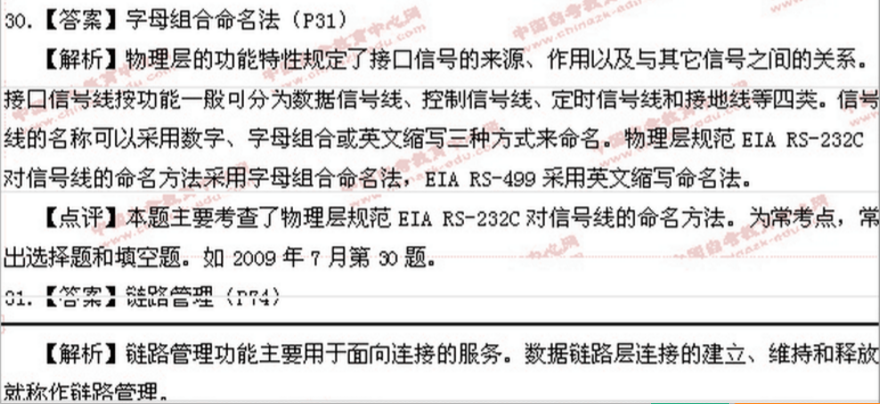 30.【答案】字母组合命名法（P31）
【解析】物理层的功能特性规定了接口信号的来源、作用以及与其它信号之间的关系。
接口信号线按功能一般可分为数据信号线、控制信号线、定时信号线和接地线等四类。信号
线的名称可以采用数字、字母组合或英文缩写三种方式来命名。物理层规范 EIA RS-232C
对信号线的命名方法采用字母组合命名法，EIA RS-499 采用英文缩写命名法。
【点评】本题主要考查了物理层规范 EIA RS-232C 对信号线的命名方法。为常考点，常
出选择题和填空题。如 2009 年 7 月第 30 题。
31.【答案】链路管理（P74）
【解析】链路管理功能主要用于面向连接的服务。数据链路层连接的建立、维持和释放
就称作链路管理。